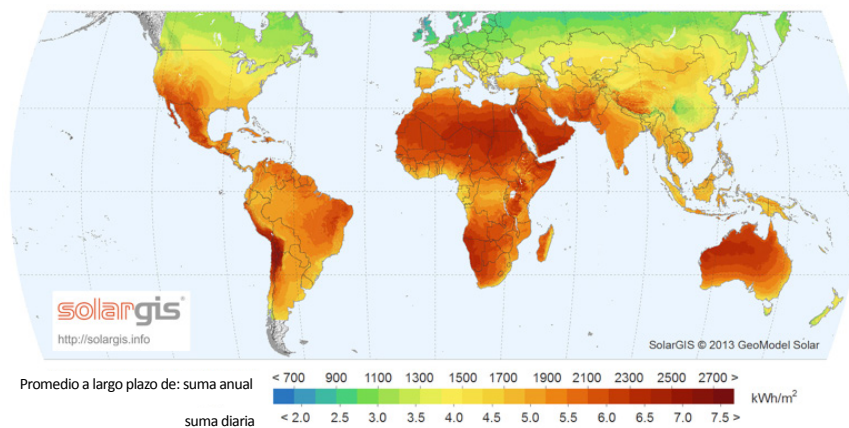 solargis
http://solargis.info
SolarGIS © 2013 GeoModel Solar
Promedio a largo plazo de: suma anual
< 700 900 1100 1300 1500 1700 1900 2100 2300 2500 2700 >
kWh/m²
suma diaria
< 2.0 2.5 3.0 3.5 4.0 4.5 5.0 5.5 6.0 6.5 7.0 7.5 >